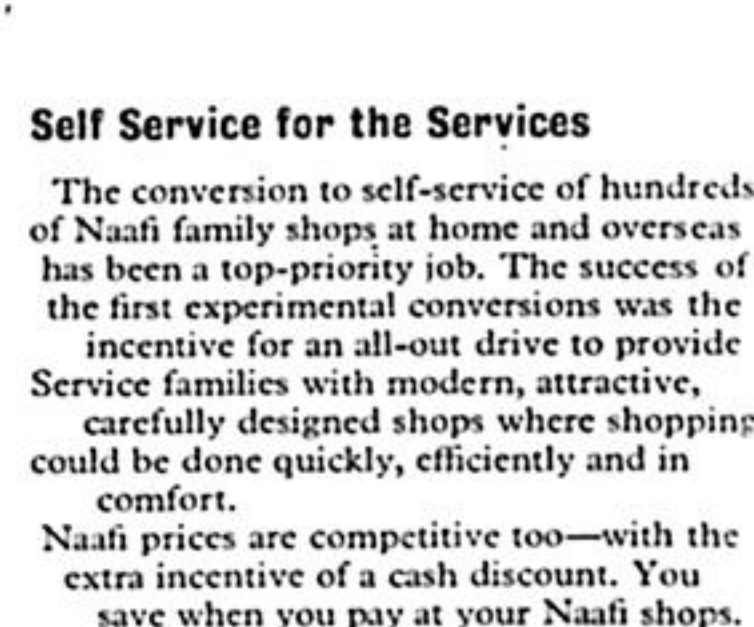 Self Service for the Services
The conversion to self-service of hundreds
of Naafi family shops at home and overseas
has been a top-priority job. The success of
the first experimental conversions was the
incentive for an all-out drive to provide
Service families with modern, attractive,
carefully designed shops where shopping
could be done quickly, efficiently and in
comfort.
Naafi prices are competitive too—with the
extra incentive of a cash discount. You
save when you pay at your Naafi shops.